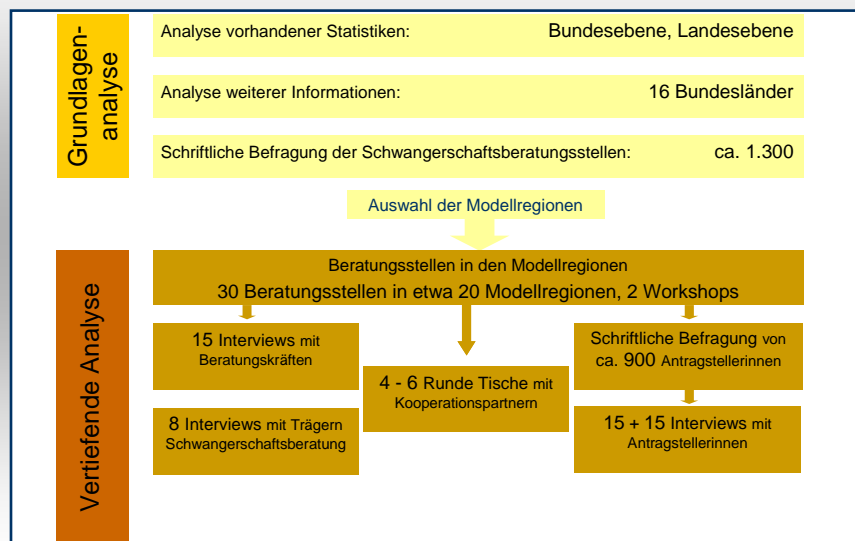 Grundlagen-
analyse
Analyse vorhandener Statistiken: Bundesebene, Landesebene
Analyse weiterer Informationen: 16 Bundesländer
Schriftliche Befragung der Schwangerschaftsberatungsstellen: ca. 1.300
Auswahl der Modellregionen
Vertiefende Analyse
Beratungsstellen in den Modellregionen
30 Beratungsstellen in etwa 20 Modellregionen, 2 Workshops
15 Interviews mit
Beratungskräften
8 Interviews mit Trägern
Schwangerschaftsberatung
4 - 6 Runde Tische mit
Kooperationspartnern
Schriftliche Befragung von
ca. 900 Antragstellerinnen
15 + 15 Interviews mit
Antragstellerinnen